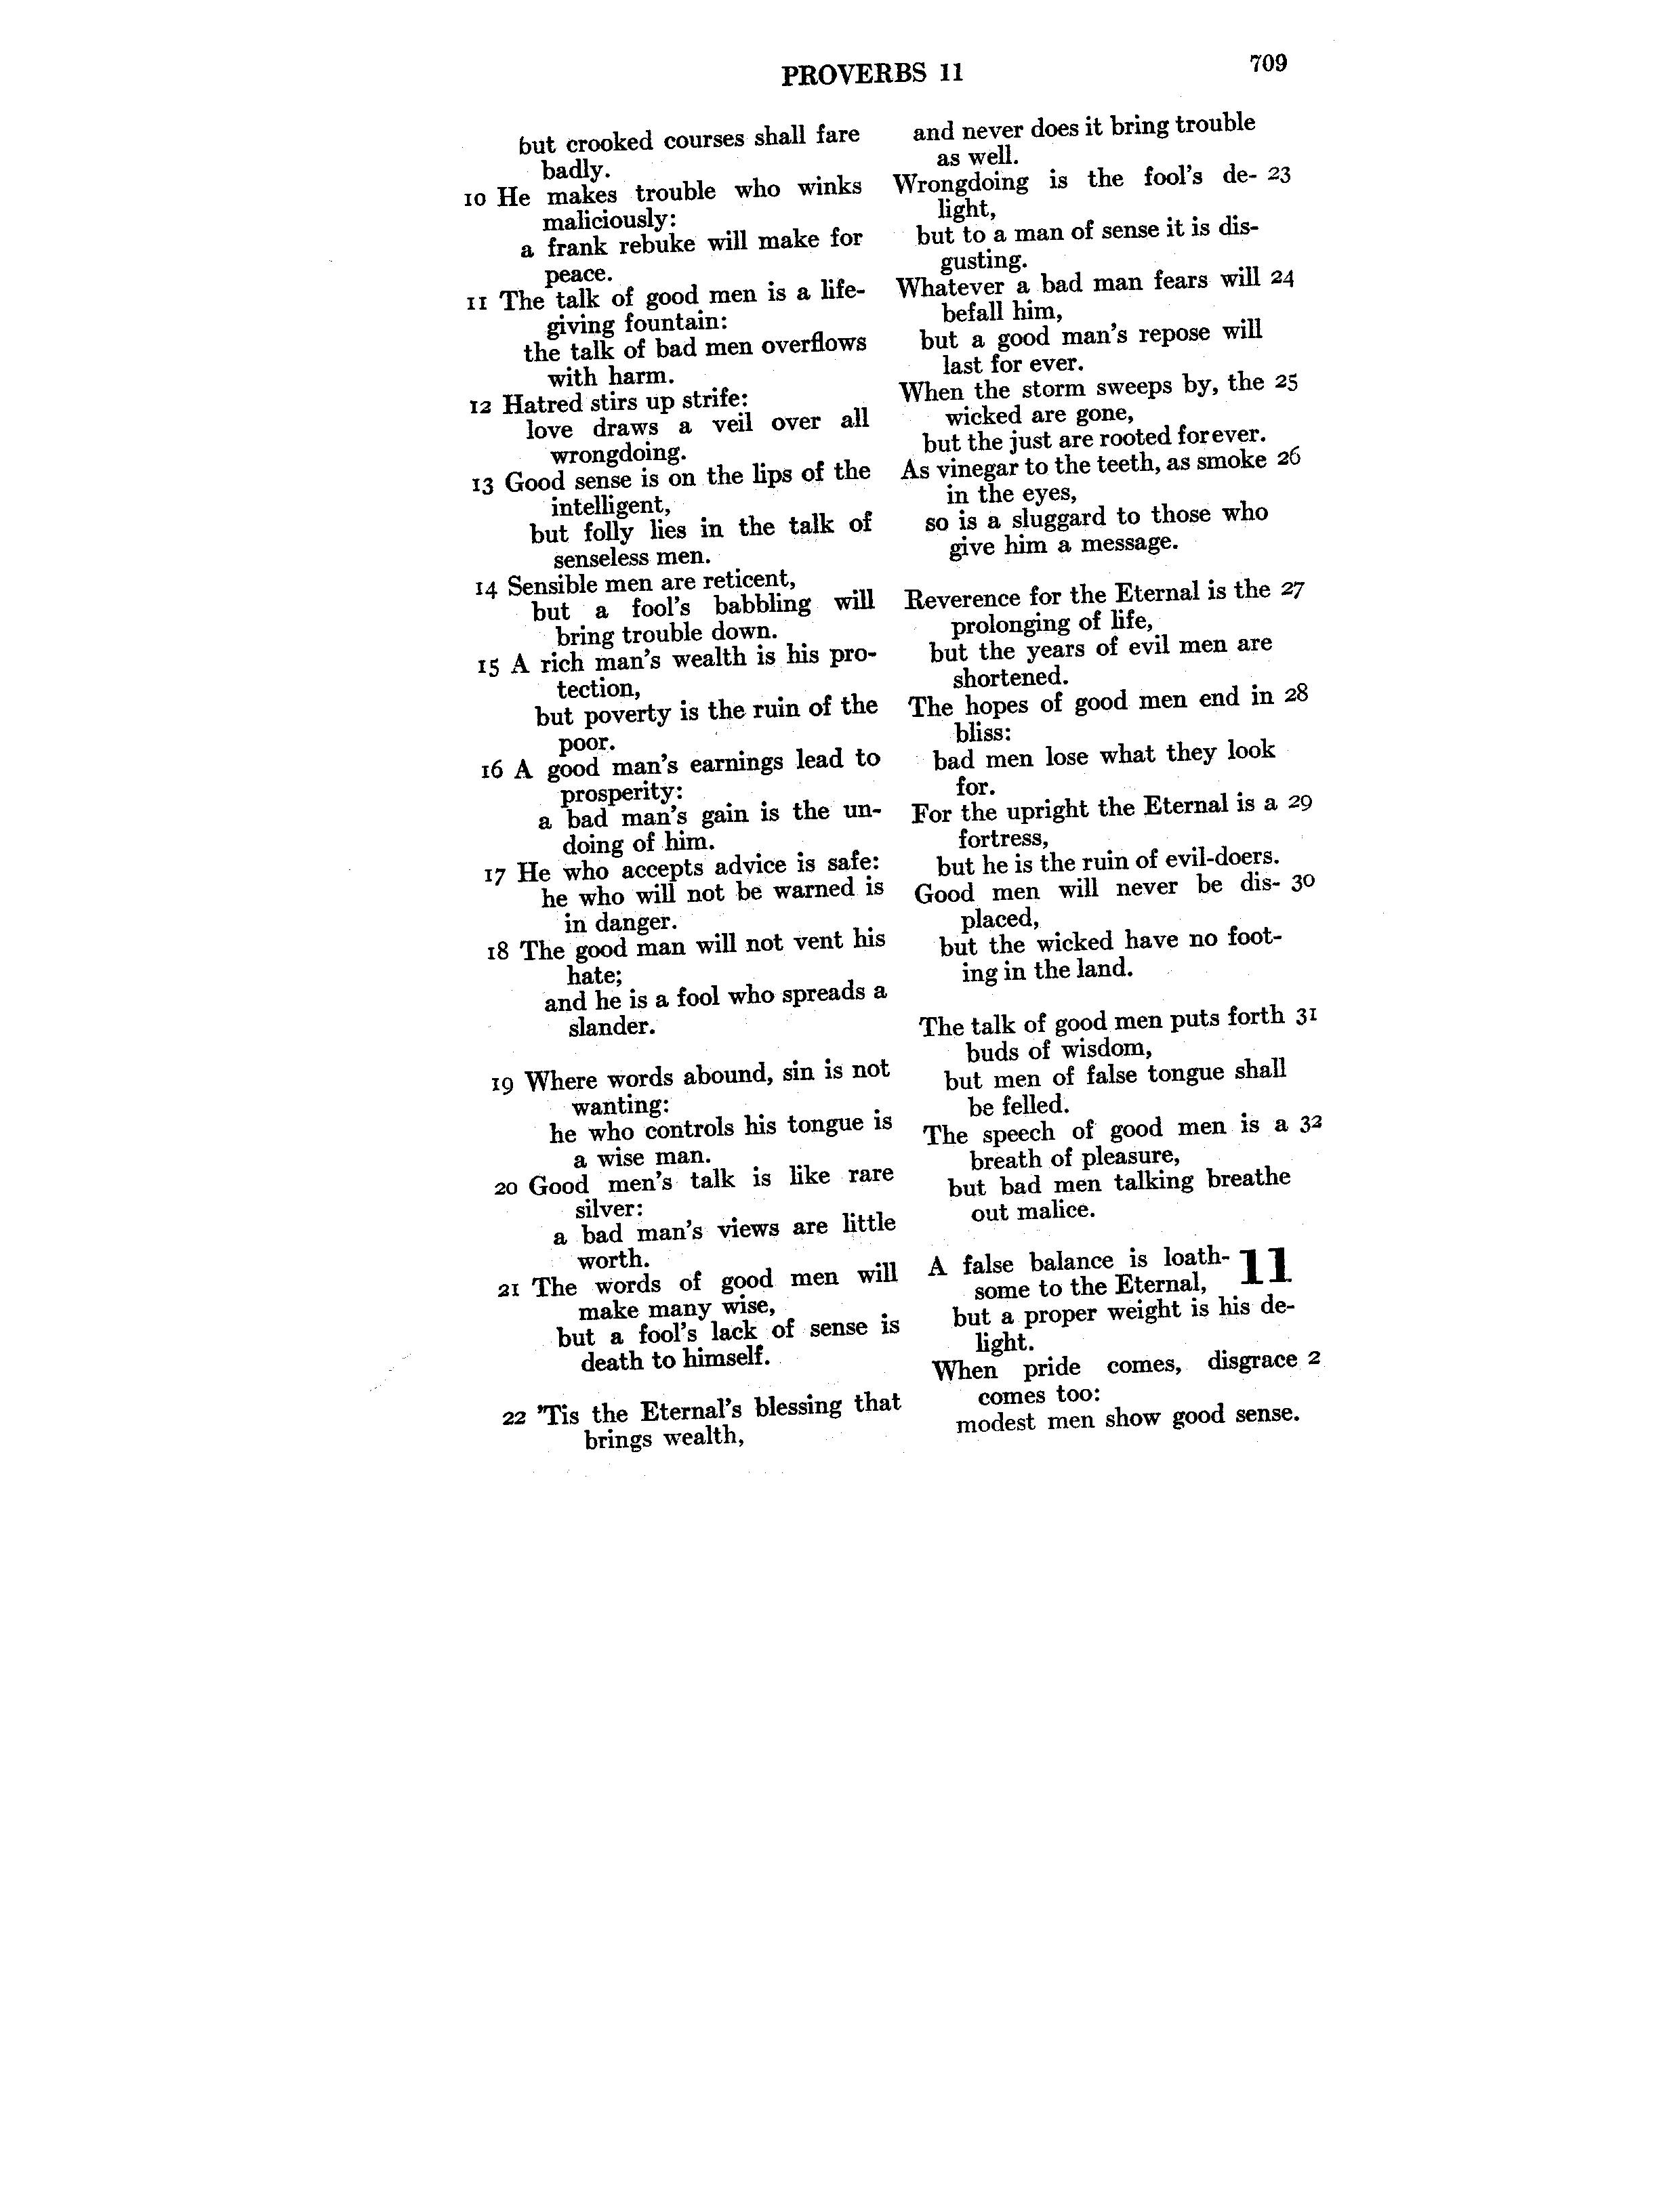 PROVERBS 11
709
but crooked courses shall fare
badly.
10 He makes trouble who winks
maliciously:
a frank rebuke will make for
peace.
11 The talk of good men is a life-
giving fountain:
the talk of bad men overflows
with harm.
12 Hatred stirs up strife:
love draws a veil over all
wrongdoing.
13 Good sense is on the lips of the
intelligent,
but folly lies in the talk of
senseless men.
14 Sensible men are reticent,
but a fool's babbling will
bring trouble down.
15 A rich man's wealth is his pro-
tection,
but poverty is the ruin of the
poor.
16 A good man's earnings lead to
prosperity:
a bad man's gain is the un-
doing of him.
17 He who accepts advice is safe:
he who will not be warned is
in danger.
18 The good man will not vent his
hate;
and he is a fool who spreads a
slander.
19 Where words abound, sin is not
wanting:
he who controls his tongue is
a wise man.
20 Good men's talk is like rare
silver:
a bad man's views are little
worth.
21 The words of good men will
make many wise,
but a fool's lack of sense is
death to himself.
22 'Tis the Eternal's blessing that
brings wealth,
and never does it bring trouble
as well.
Wrongdoing is the fool's de- 23
light,
but to a man of sense it is dis-
gusting.
Whatever a bad man fears will 24
befall him,
but a good man's repose will
last for ever.
When the storm sweeps by, the 25
wicked are gone,
but the just are rooted for ever.
As vinegar to the teeth, as smoke 26
in the eyes,
so is a sluggard to those who
give him a message.
Reverence for the Eternal is the 27
prolonging of life,
but the years of evil men are
shortened.
The hopes of good men end in 28
bliss:
bad men lose what they look
for.
For the upright the Eternal is a 29
fortress,
but he is the ruin of evil-doers.
Good men will never be dis- 30
placed,
but the wicked have no foot-
ing in the land.
The talk of good men puts forth 31
buds of wisdom,
but men of false tongue shall
be felled.
The speech of good men is a 32
breath of pleasure,
but bad men talking breathe
out malice.
A false balance is loath- 11
some to the Eternal,
but a proper weight is his de-
light.
When pride comes, disgrace 2
comes too:
modest men show good sense.